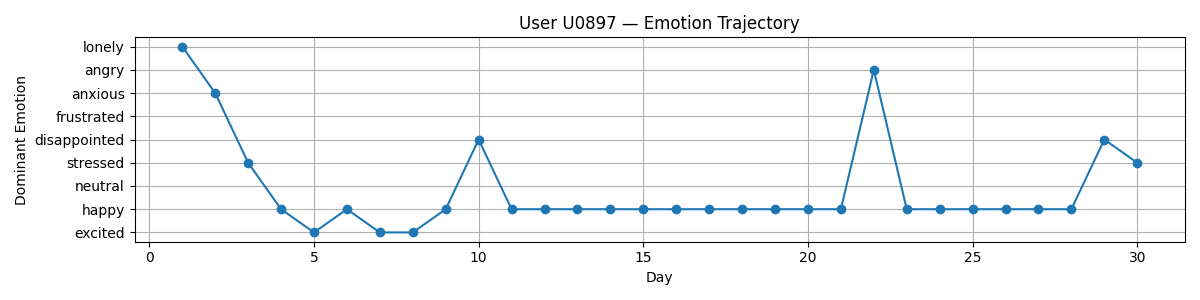 User U0897 — Emotion Trajectory
Dominant Emotion
lonely
angry
anxious
frustrated
disappointed
stressed
neutral
happy
excited
0 5 10 15 20 25 30
Day